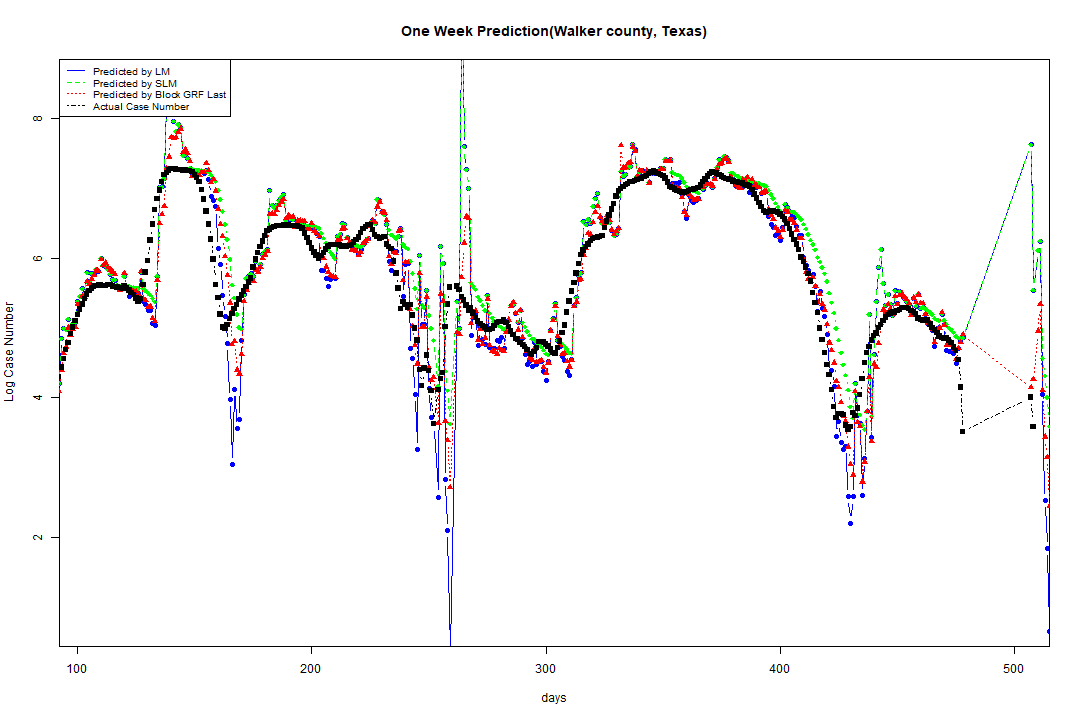 One Week Prediction(Walker county, Texas)
Predicted by LM
Predicted by SLM
Predicted by Block GRF Last
Actual Case Number
Log Case Number
8
6
4
2
100
200
300
400
500
days